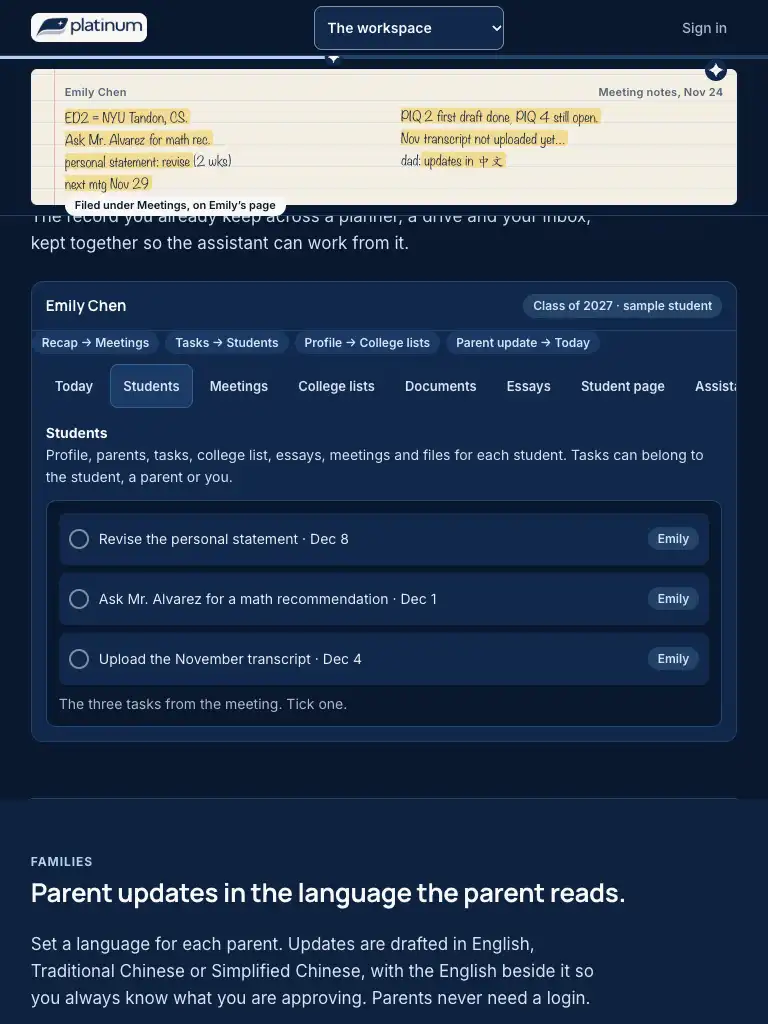 platinum
The workspace
Sign in
Emily Chen
Meeting notes, Nov 24
ED2 = NYU Tandon, CS.
Ask Mr. Alvarez for math rec.
personal statement: revise (2 wks)
next mtg Nov 29
PIQ 2 first draft done, PIQ 4 still open.
Nov transcript not uploaded yet...
dad: updates in 中文
Filed under Meetings, on Emily's page
The record you already keep across a planner, a drive and your inbox,
kept together so the assistant can work from it.
Emily Chen
Class of 2027 · sample student
Recap → Meetings
Tasks → Students
Profile → College lists
Parent update → Today
Today
Students
Meetings
College lists
Documents
Essays
Student page
Assista
Students
Profile, parents, tasks, college list, essays, meetings and files for each student. Tasks can belong to
the student, a parent or you.
Revise the personal statement · Dec 8
Emily
Ask Mr. Alvarez for a math recommendation · Dec 1
Emily
Upload the November transcript · Dec 4
Emily
The three tasks from the meeting. Tick one.
FAMILIES
Parent updates in the language the parent reads.
Set a language for each parent. Updates are drafted in English,
Traditional Chinese or Simplified Chinese, with the English beside it so
you always know what you are approving. Parents never need a login.